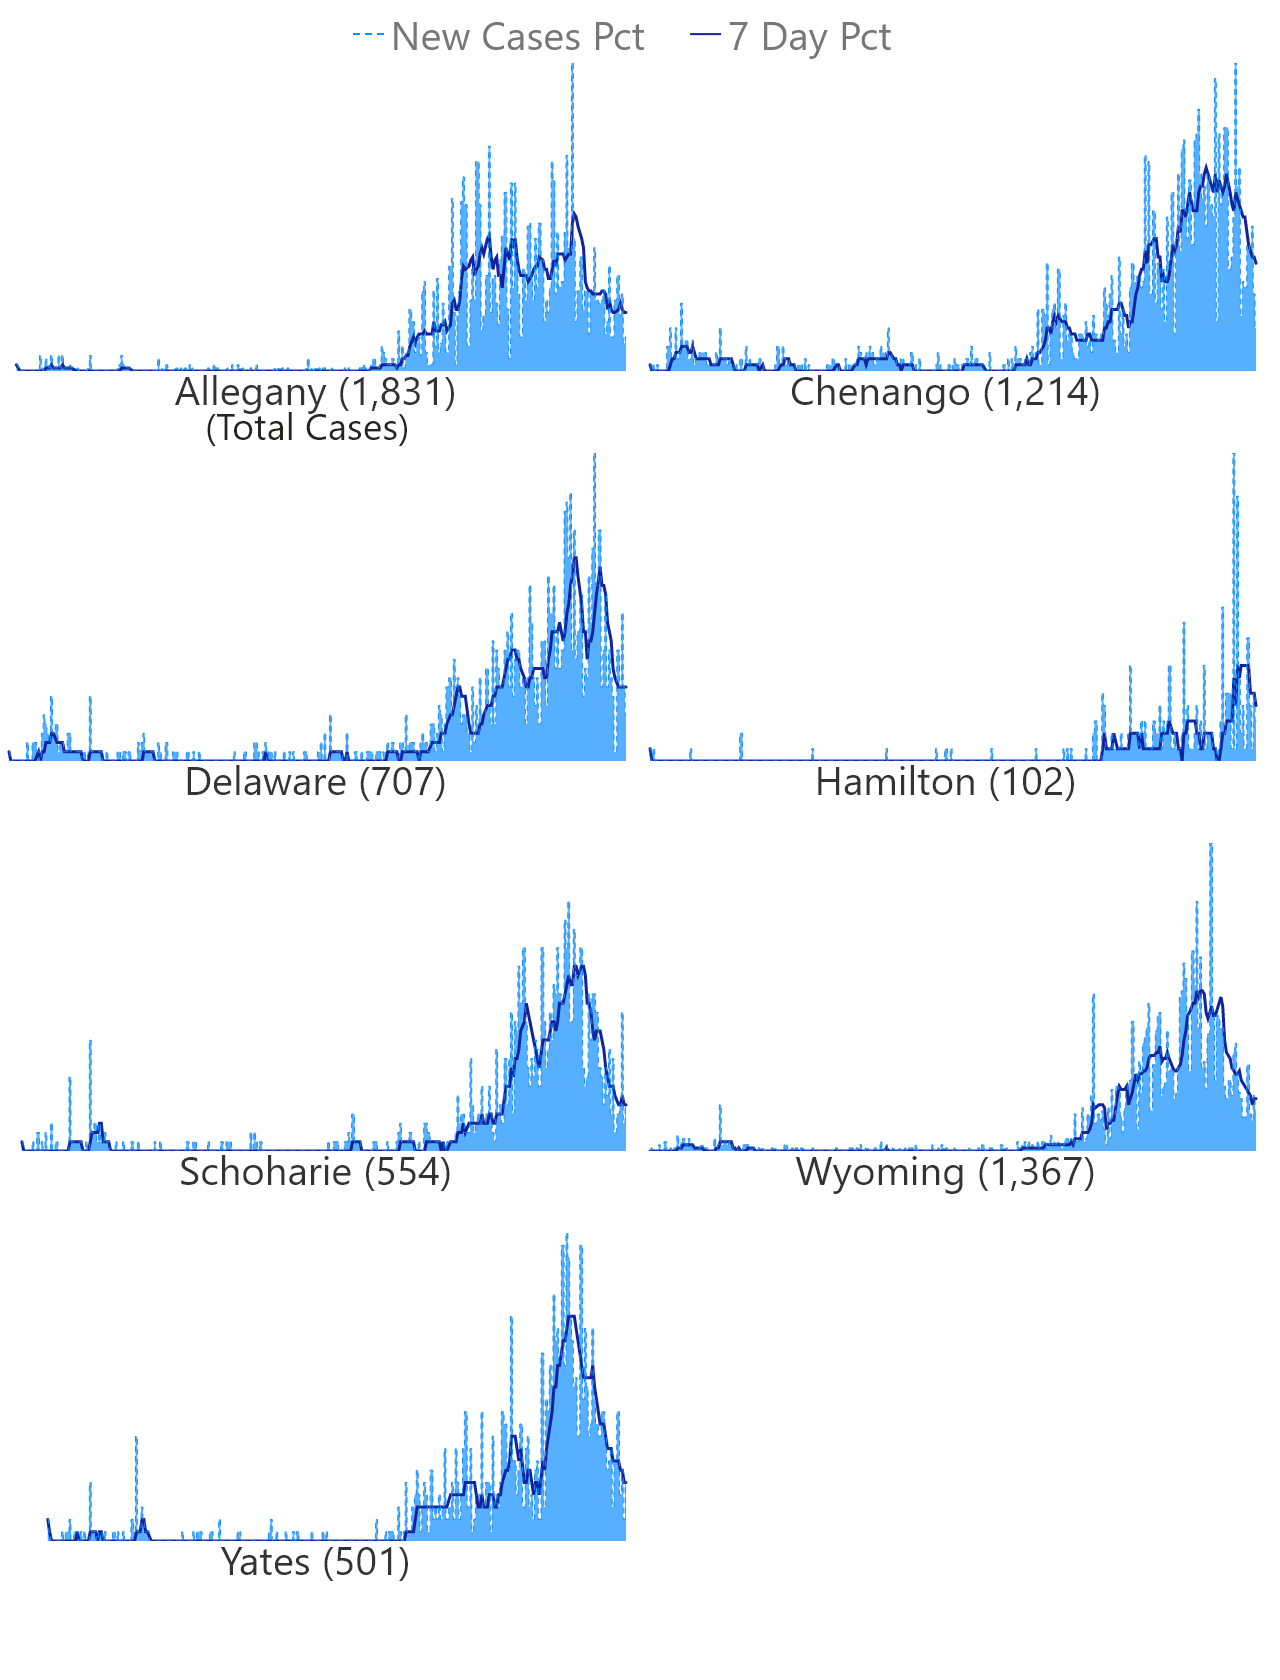 New Cases Pct 7 Day Pct
Allegany (1,831) Chenango (1,214)
(Total Cases)
Delaware (707) Hamilton (102)
Schoharie (554) Wyoming (1,367)
Yates (501)